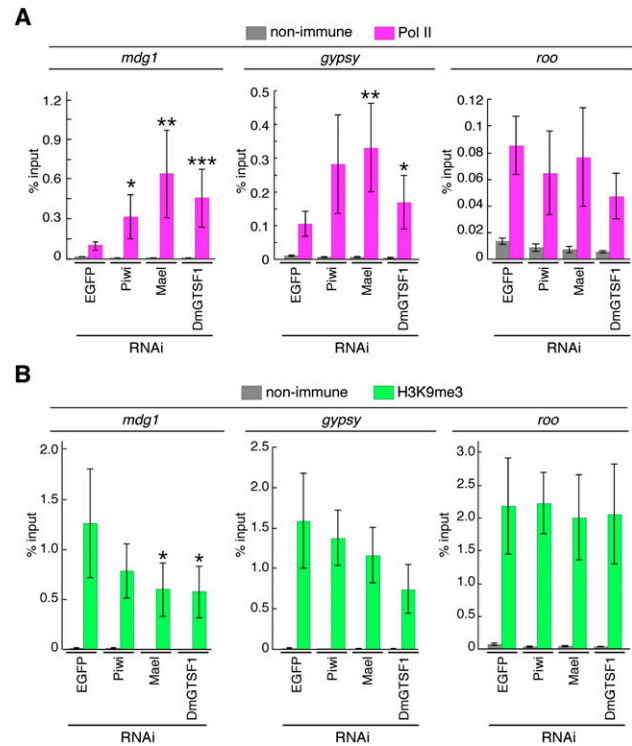 A
non-immune Pol II
mdg1 gypsy roo
% input
1.2
0.9
0.6
0.3
0
* ** ***
EGFP Piwi Mael DmGTSF1
RNAi
% input
0.5
0.4
0.3
0.2
0.1
0
** *
EGFP Piwi Mael DmGTSF1
RNAi
% input
0.12
0.10
0.08
0.06
0.04
0.02
0
EGFP Piwi Mael DmGTSF1
RNAi
B
non-immune H3K9me3
mdg1 gypsy roo
% input
2.0
1.5
1.0
0.5
0
* *
EGFP Piwi Mael DmGTSF1
RNAi
% input
2.0
1.5
1.0
0.5
0
EGFP Piwi Mael DmGTSF1
RNAi
% input
3.0
2.5
2.0
1.5
1.0
0.5
0
EGFP Piwi Mael DmGTSF1
RNAi